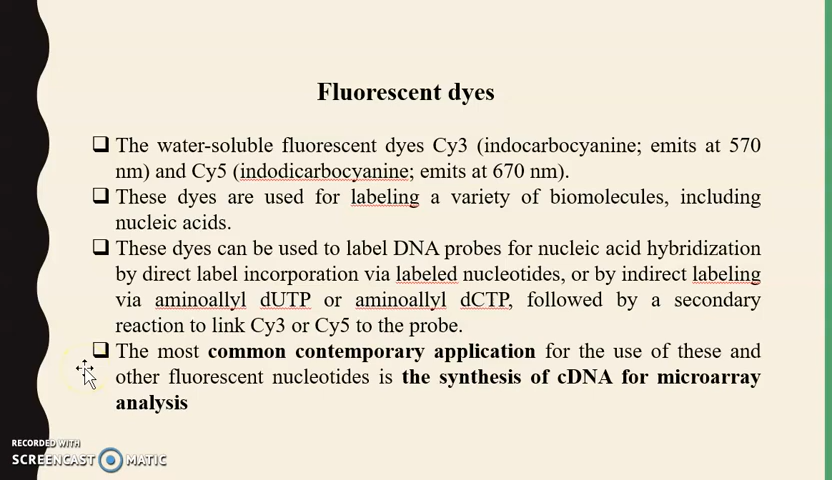 Fluorescent dyes
❑ The water-soluble fluorescent dyes Cy3 (indocarbocyanine; emits at 570
nm) and Cy5 (indodicarbocyanine; emits at 670 nm).
❑ These dyes are used for labeling a variety of biomolecules, including
nucleic acids.
❑ These dyes can be used to label DNA probes for nucleic acid hybridization
by direct label incorporation via labeled nucleotides, or by indirect labeling
via aminoallyl dUTP or aminoallyl dCTP, followed by a secondary
reaction to link Cy3 or Cy5 to the probe.
❑ The most common contemporary application for the use of these and
other fluorescent nucleotides is the synthesis of cDNA for microarray
analysis
RECORDED WITH
SCREENCAST MATIC